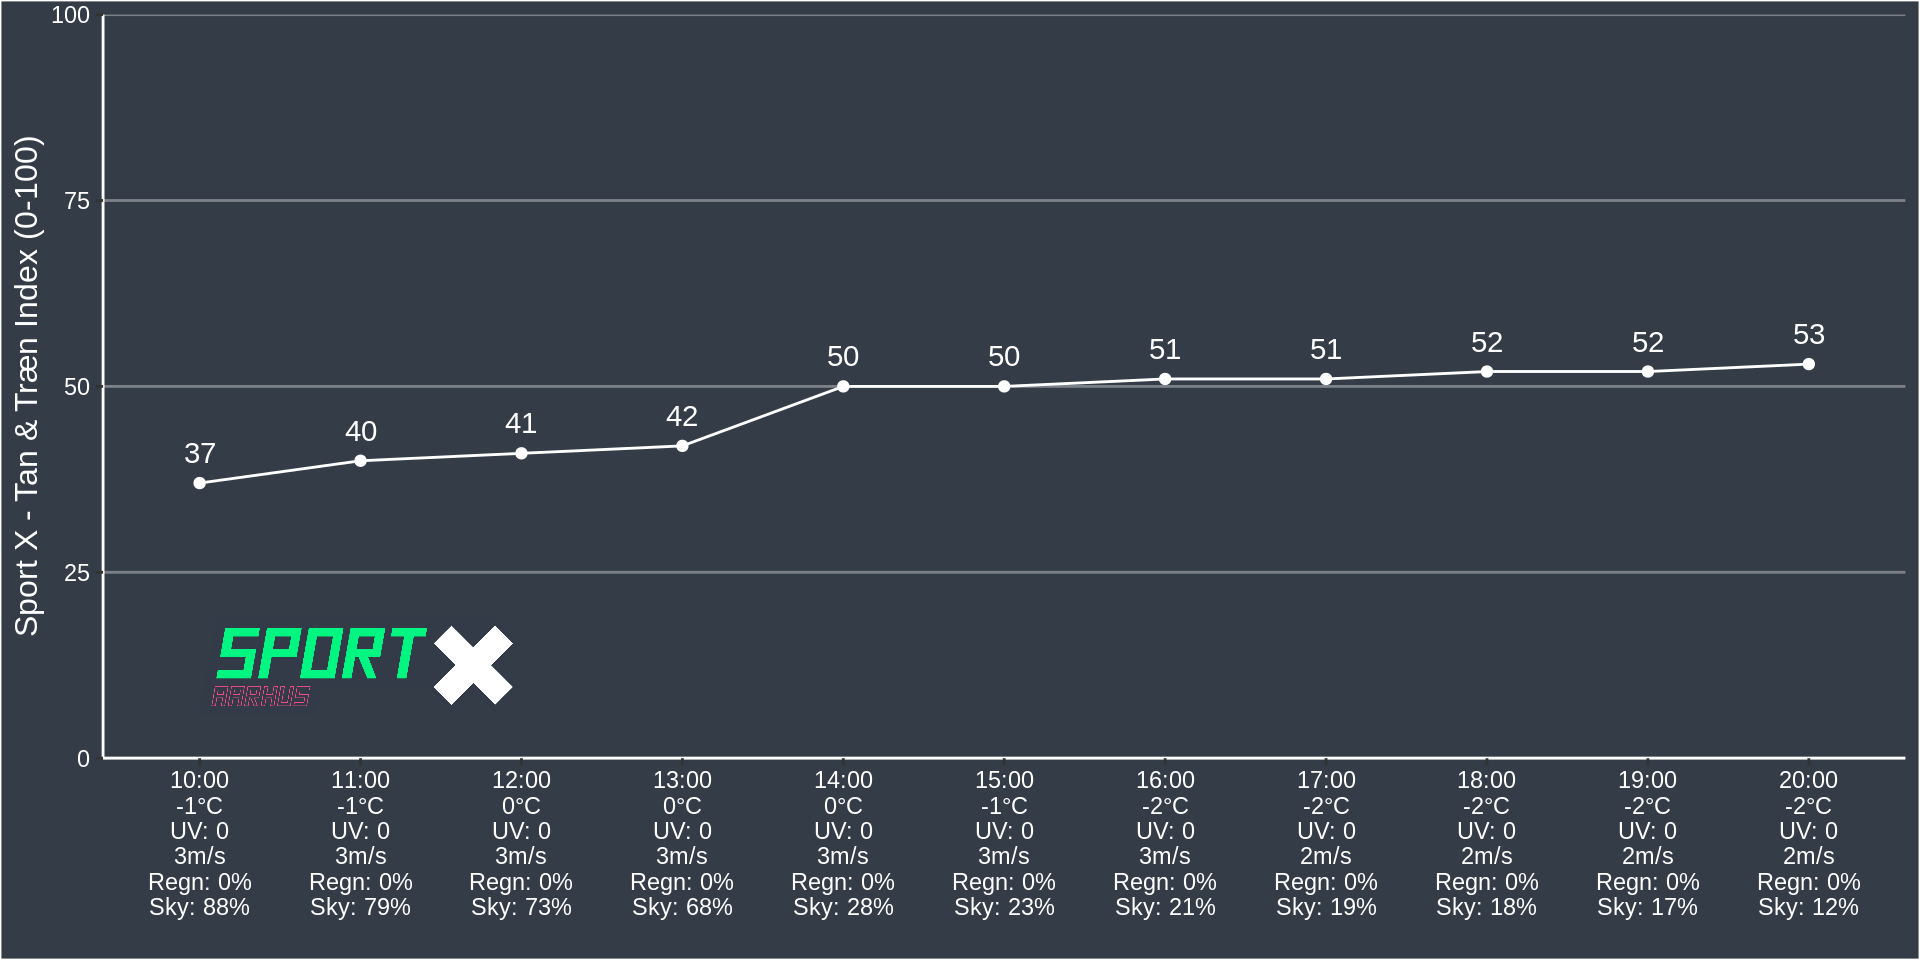 Sport X - Tan & Træn Index (0-100)
100
75
50
25
0
37
40
41
42
50
50
51
51
52
52
53
SPORT X
AARHUS
10:00 11:00 12:00 13:00 14:00 15:00 16:00 17:00 18:00 19:00 20:00
-1°C -1°C 0°C 0°C 0°C -1°C -2°C -2°C -2°C -2°C -2°C
UV: 0 UV: 0 UV: 0 UV: 0 UV: 0 UV: 0 UV: 0 UV: 0 UV: 0 UV: 0 UV: 0
3m/s 3m/s 3m/s 3m/s 3m/s 3m/s 3m/s 2m/s 2m/s 2m/s 2m/s
Regn: 0% Regn: 0% Regn: 0% Regn: 0% Regn: 0% Regn: 0% Regn: 0% Regn: 0% Regn: 0% Regn: 0% Regn: 0%
Sky: 88% Sky: 79% Sky: 73% Sky: 68% Sky: 28% Sky: 23% Sky: 21% Sky: 19% Sky: 18% Sky: 17% Sky: 12%